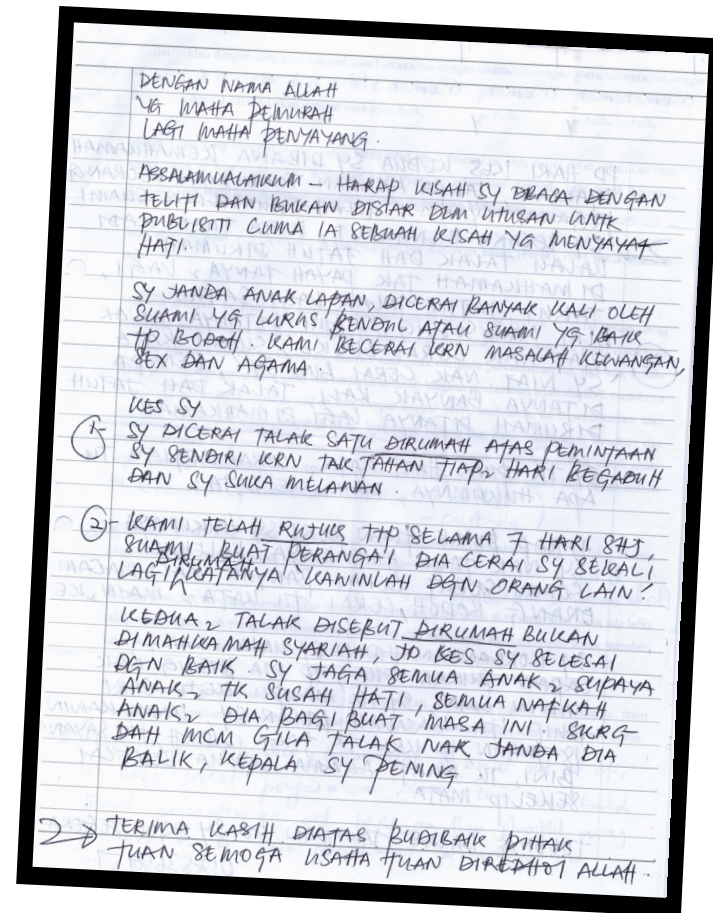 DENGAN NAMA ALLAH
YG MAHA PEMURAH
LAGI MAHA PENYAYANG.
ASSALAMUALAIKUM - HARAP KISAH SY DBACA DENGAN
TELITI DAN BUKAN DISIAR DLM UTUSAN UNTK
PUBLISITI CUMA IA SEBUAH KISAH YG MENYAYAT
HATI.
SY JANDA ANAK LAPAN, DICERAI BANYAK KALI OLEH
SUAMI YG LURUS BENDUL ATAU SUAMI YG BAIK
TP BODOH. KAMI BECERAI KRN MASALAH KEWANGAN,
SEX DAN AGAMA.
KES SY
1- SY DICERAI TALAK SATU DIRUMAH ATAS PEMINTAAN
SY SENDIRI KRN TAK TAHAN TIAP2 HARI BEGADUH
DAN SY SUKA MELAWAN.
2- KAMI TELAH RUJUK TTP SELAMA 7 HARI SHJ,
SUAMI BUAT PERANGAI DIA CERAI SY SEKALI
LAGI DIRUMAH KATANYA 'KAWINLAH DGN ORANG LAIN!
KEDUA2 TALAK DISEBUT DIRUMAH BUKAN
DIMAHKAMAH SYARIAH, JD KES SY SELESAI
DGN BAIK. SY JAGA SEMUA ANAK2 SUPAYA
ANAK2 TK SUSAH HATI, SEMUA NAFKAH
ANAK2 DIA BAGI BUAT MASA INI. SKRG
DAH MCM GILA TALAK NAK JANDA DIA
BALIK, KEPALA SY PENING.
TERIMA KASIH DIATAS BUDIBAIK PIHAK
TUAN SEMOGA USAHA TUAN DIREDHOI ALLAH.